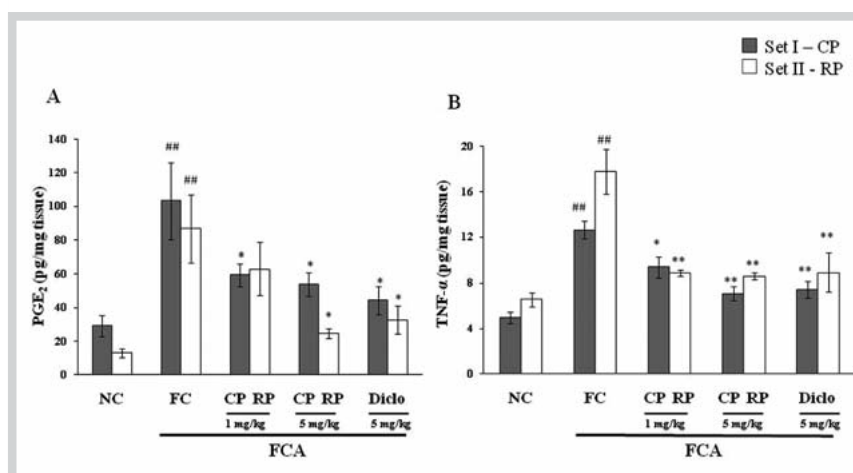 Set I – CP
Set II - RP
A
PGE₂ (pg/mg tissue)
140
120
100
80
60
40
20
0
##
##
*
*
*
*
*
NC
FC
CP RP
CP RP
Diclo
1 mg/kg
5 mg/kg
5 mg/kg
FCA
B
TNF-α (pg/mg tissue)
20
16
12
8
4
0
##
##
*
**
**
**
**
**
NC
FC
CP RP
CP RP
Diclo
1 mg/kg
5 mg/kg
5 mg/kg
FCA